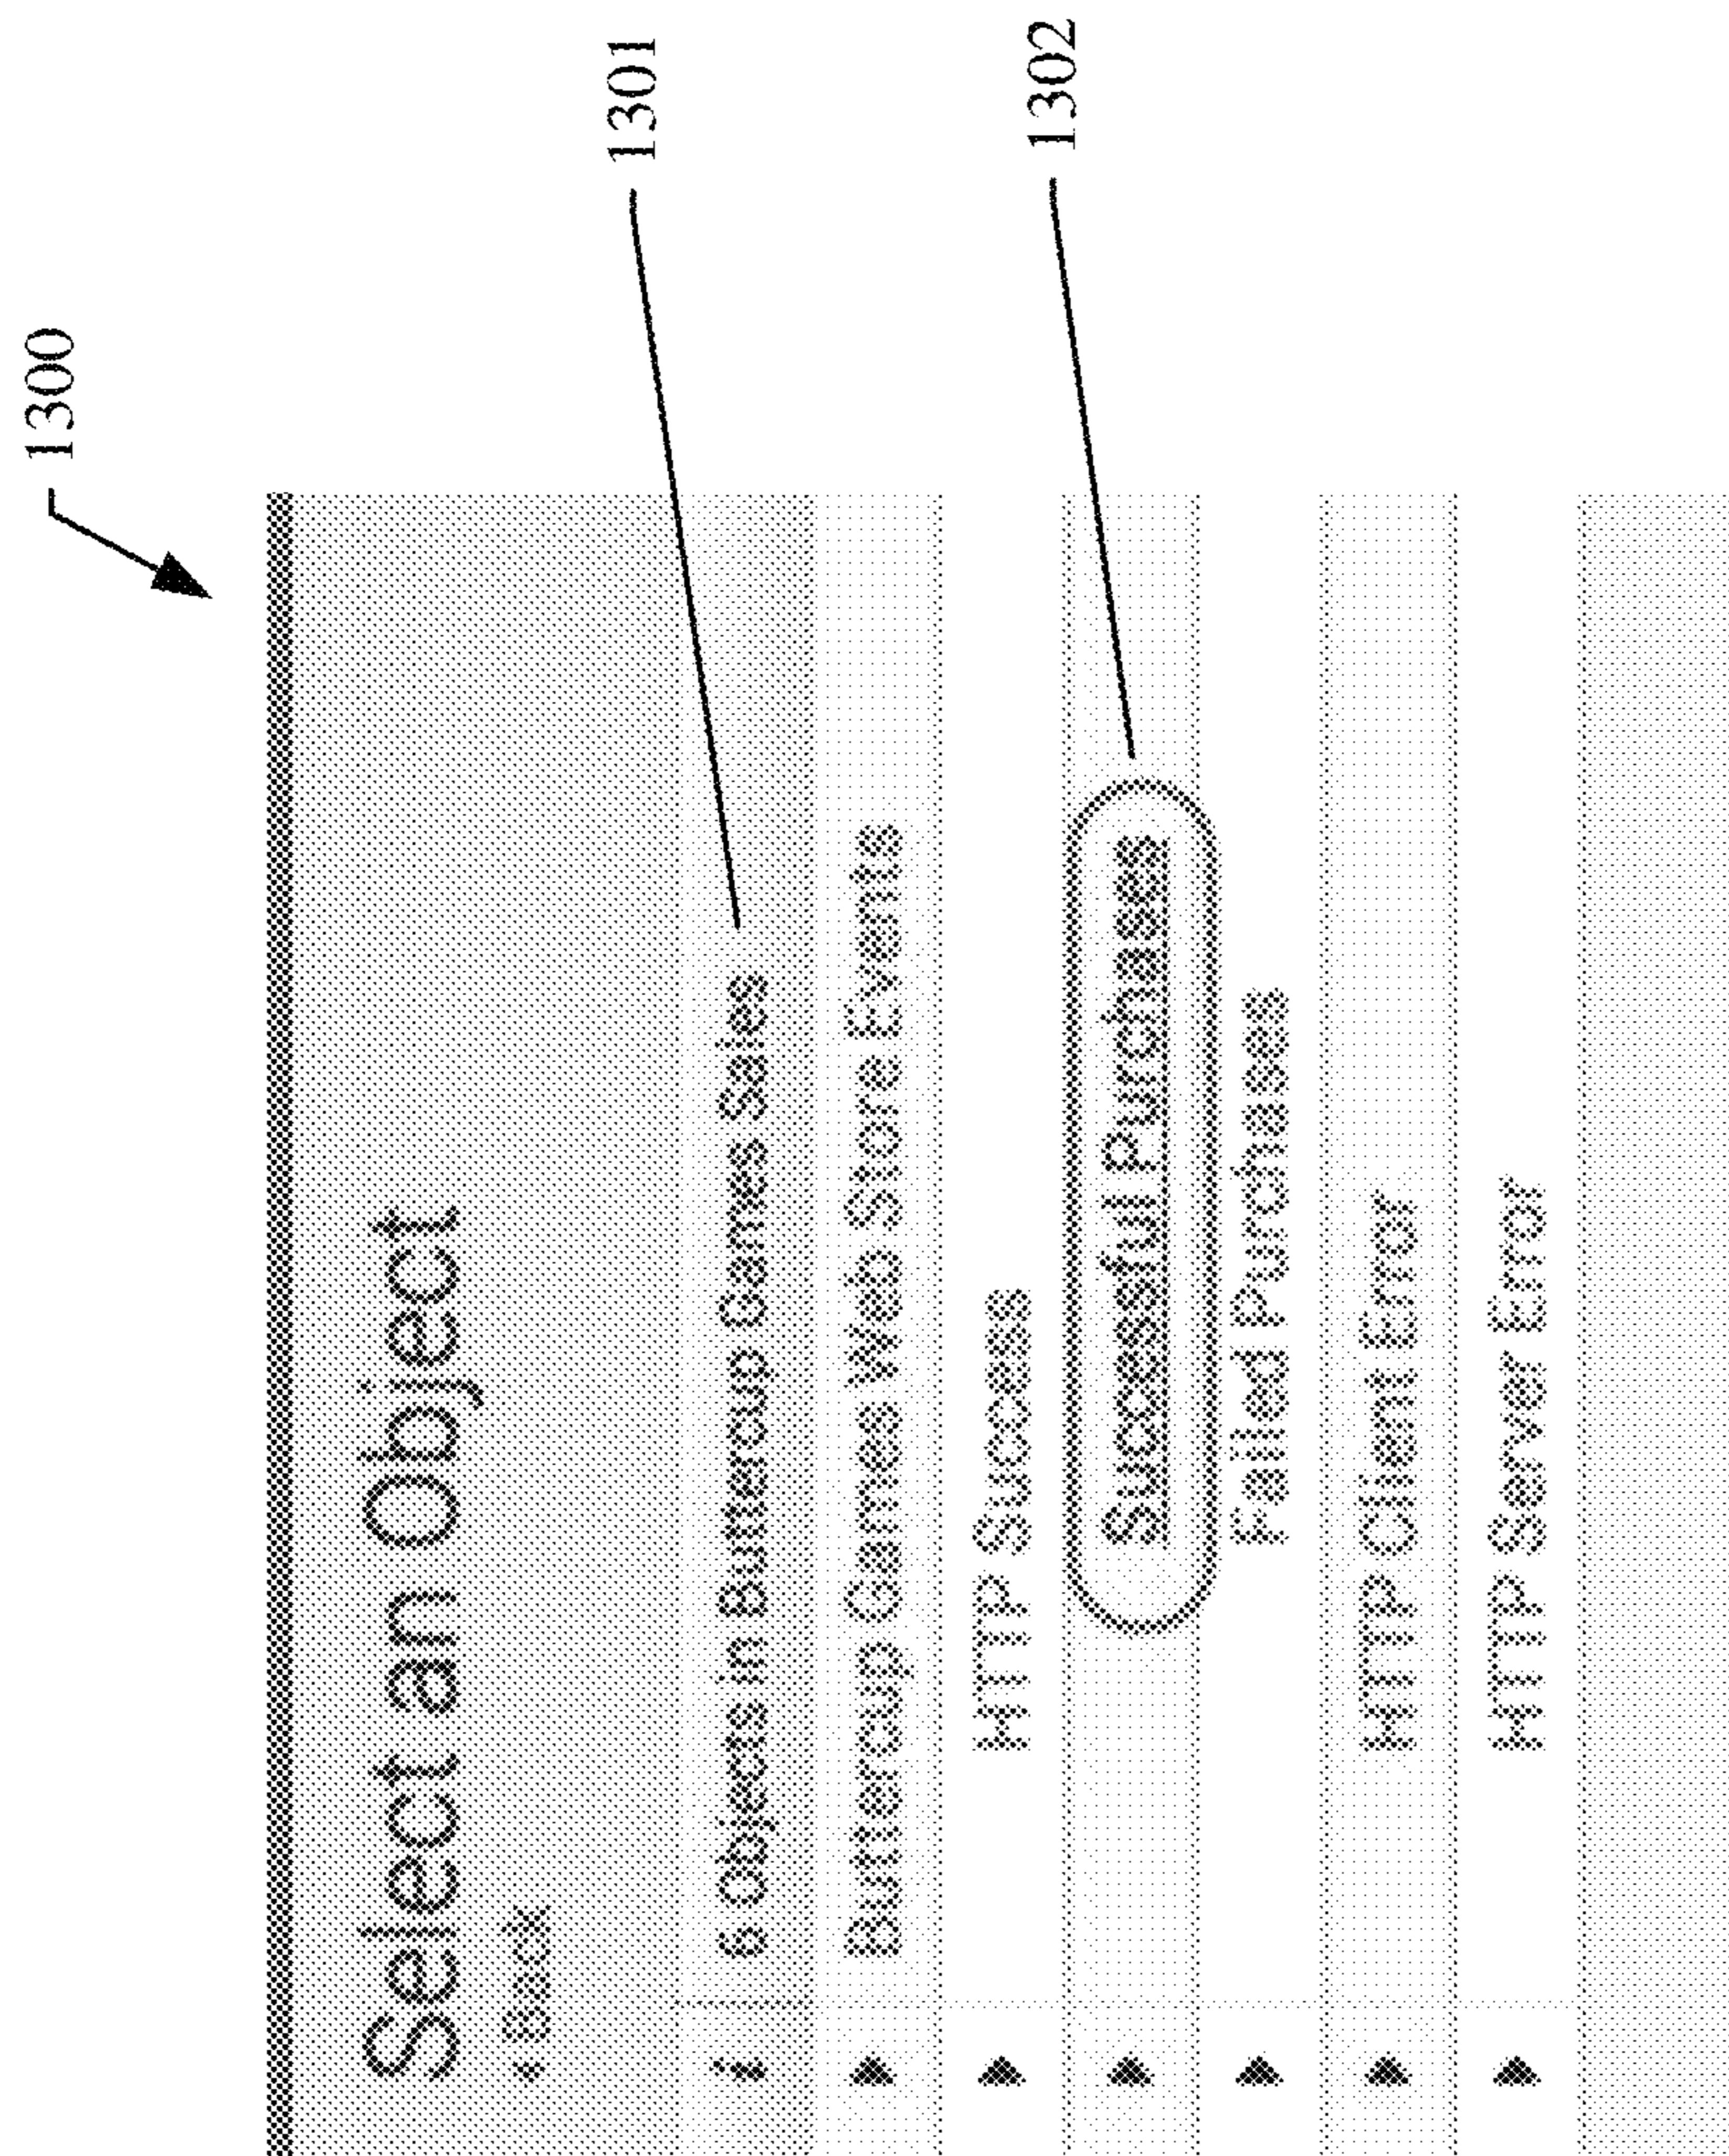 1300
Select an Object
‹ Back
1301
i 6 Objects in Buttercup Games Sales
Buttercup Games Web Store Events
HTTP Success
1302
Successful Purchases
Failed Purchases
HTTP Client Error
HTTP Server Error